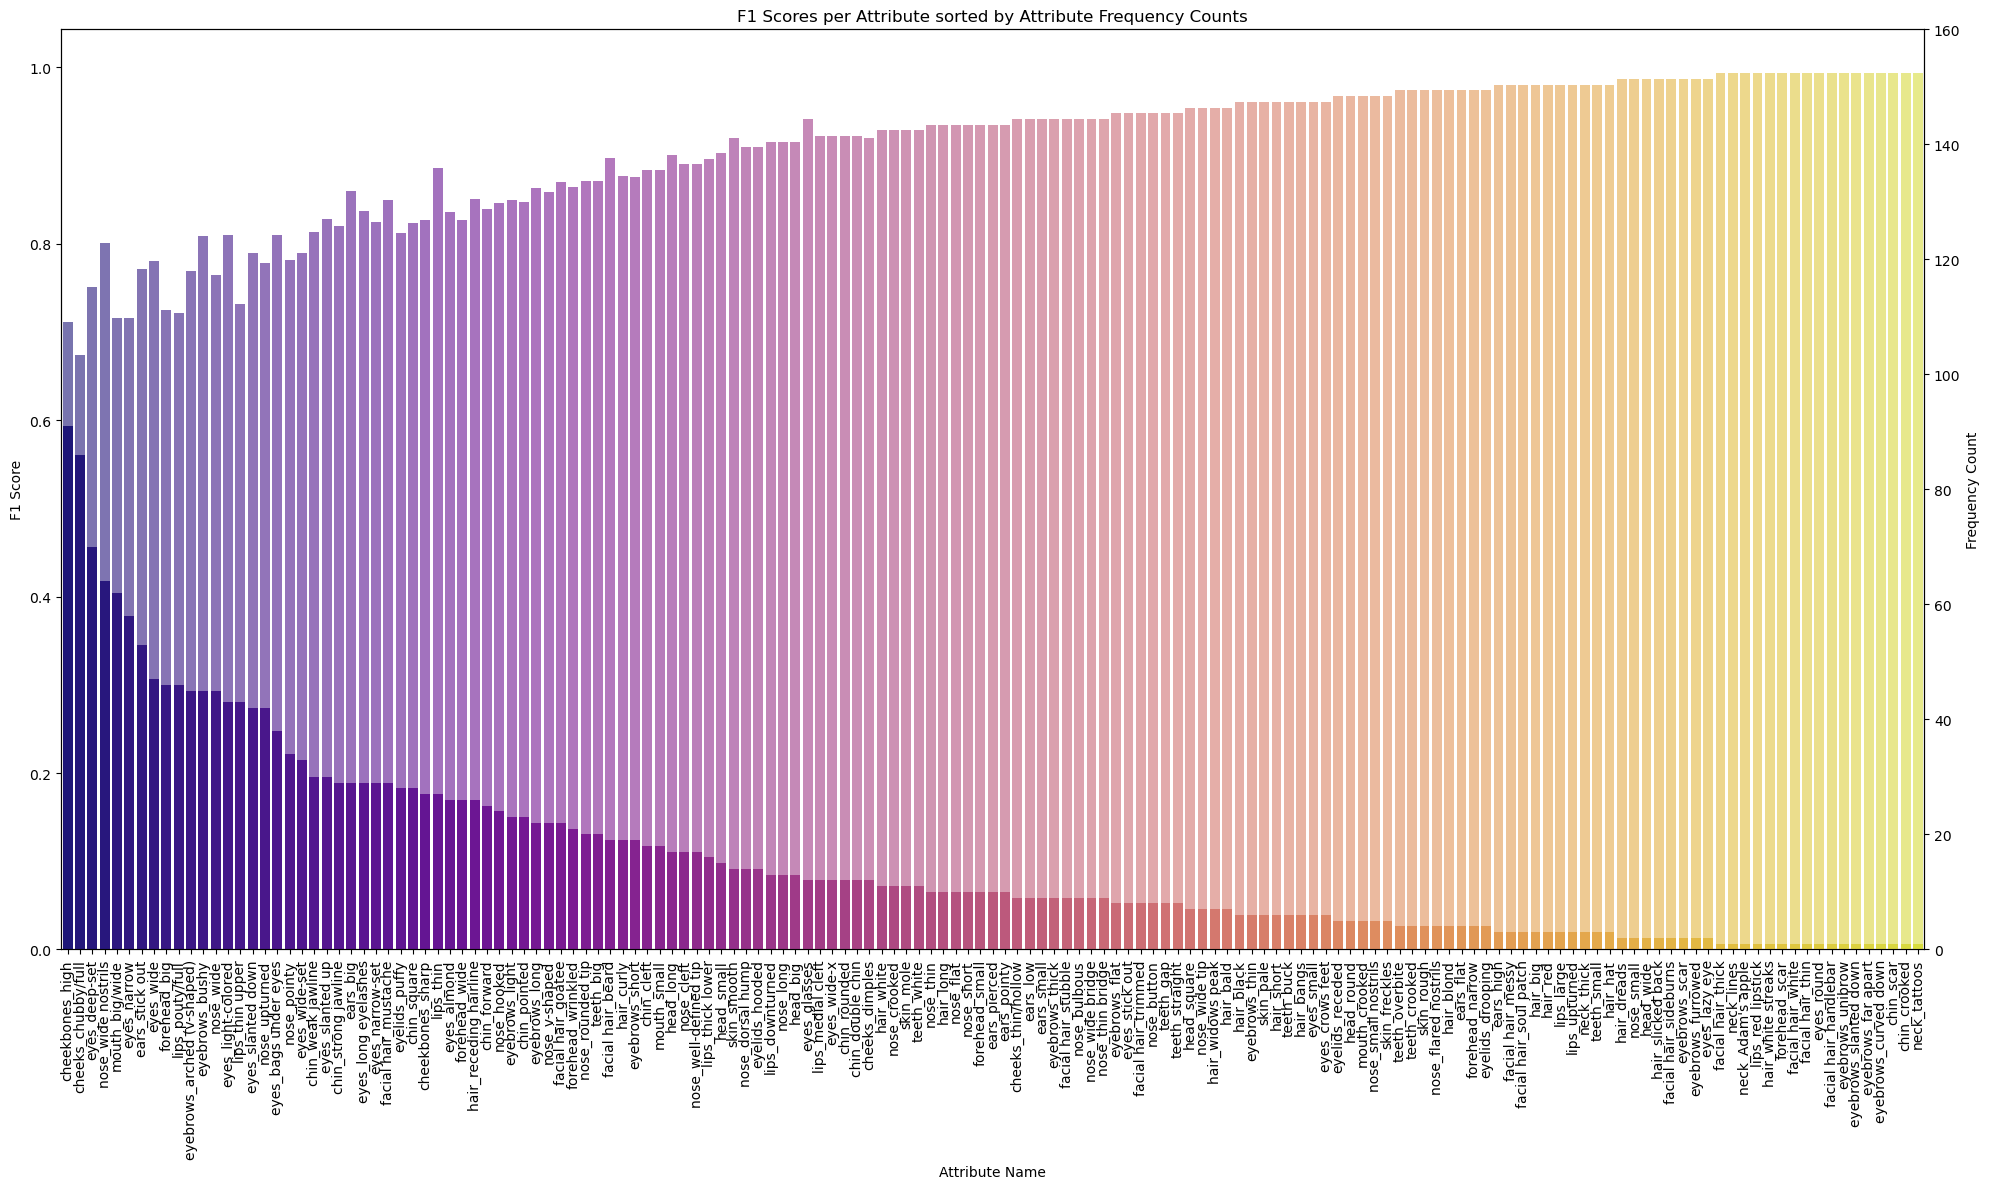 F1 Scores per Attribute sorted by Attribute Frequency Counts
F1 Score
1.0
0.8
0.6
0.4
0.2
0.0
160
140
120
100
80
60
40
20
0
Frequency Count
cheekbones_high
cheeks_chubby/full
eyes_deep-set
nose_wide nostrils
mouth_big/wide
eyes_narrow
ears_stick out
eyes_wide
forehead_big
lips_pouty/full
eyebrows_arched (v-shaped)
eyebrows_bushy
nose_wide
eyes_light-colored
lips_thin upper
eyes_slanted down
nose_upturned
eyes_bags under eyes
nose_pointy
eyes_wide-set
chin_weak jawline
eyes_slanted up
chin_strong jawline
ears_big
eyes_long eyelashes
eyes_narrow-set
facial hair_mustache
eyelids_puffy
chin_square
cheekbones_sharp
lips_thin
eyes_almond
forehead_wide
hair_receding hairline
chin_forward
nose_hooked
eyebrows_light
chin_pointed
eyebrows_long
nose_v-shaped
facial hair_goatee
forehead_wrinkled
nose_rounded tip
teeth_big
facial hair_beard
hair_curly
eyebrows_short
chin_cleft
mouth_small
head_long
nose_cleft
nose_well-defined tip
lips_thick lower
head_small
skin_smooth
nose_dorsal hump
eyelids_hooded
lips_downturned
nose_long
head_big
eyes_glasses
lips_medial cleft
eyes_wide-x
chin_rounded
chin_double chin
cheeks_dimples
hair_white
nose_crooked
skin_mole
teeth_white
nose_thin
hair_long
nose_flat
nose_short
forehead_small
ears_pierced
ears_pointy
cheeks_thin/hollow
ears_low
ears_small
eyebrows_thick
facial hair_stubble
nose_bulbous
nose_wide bridge
nose_thin bridge
eyebrows_flat
eyes_stick out
facial hair_trimmed
nose_button
teeth_gap
teeth_straight
head_square
nose_wide tip
hair_widows peak
hair_bald
hair_black
eyebrows_thin
skin_pale
hair_short
teeth_buck
hair_bangs
eyes_small
eyes_crows feet
eyelids_receded
head_round
mouth_crooked
nose_small nostrils
skin_freckles
teeth_overbite
teeth_crooked
skin_rough
nose_flared nostrils
hair_blond
ears_flat
forehead_narrow
eyelids_drooping
ears_high
facial hair_messy
facial hair_soul patch
hair_big
hair_red
lips_large
lips_upturned
neck_thick
teeth_small
hair_hat
hair_dreads
nose_small
head_wide
hair_slicked back
facial hair_sideburns
eyebrows_scar
eyebrows_furrowed
eyes_lazy eye
facial hair_thick
neck_lines
neck_Adam's apple
lips_red lipstick
hair_white streaks
forehead_scar
facial hair_white
facial hair_thin
eyes_round
facial hair_handlebar
eyebrows_unibrow
eyebrows_slanted down
eyebrows_far apart
eyebrows_curved down
chin_scar
chin_crooked
neck_tattoos
Attribute Name